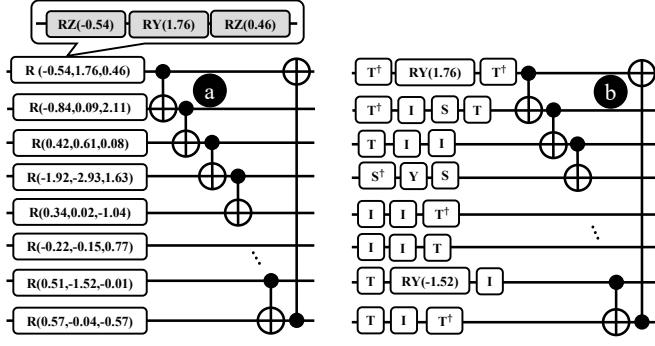 RZ(-0.54) RY(1.76) RZ(0.46)
R (-0.54,1.76,0.46)
R(-0.84,0.09,2.11)
R(0.42,0.61,0.08)
R(-1.92,-2.93,1.63)
R(0.34,0.02,-1.04)
R(-0.22,-0.15,0.77)
R(0.51,-1.52,-0.01)
R(0.57,-0.04,-0.57)
a
T† RY(1.76) T†
T† I S T
T I I
S† Y S
I I T†
I I T
T RY(-1.52) I
T I T†
b